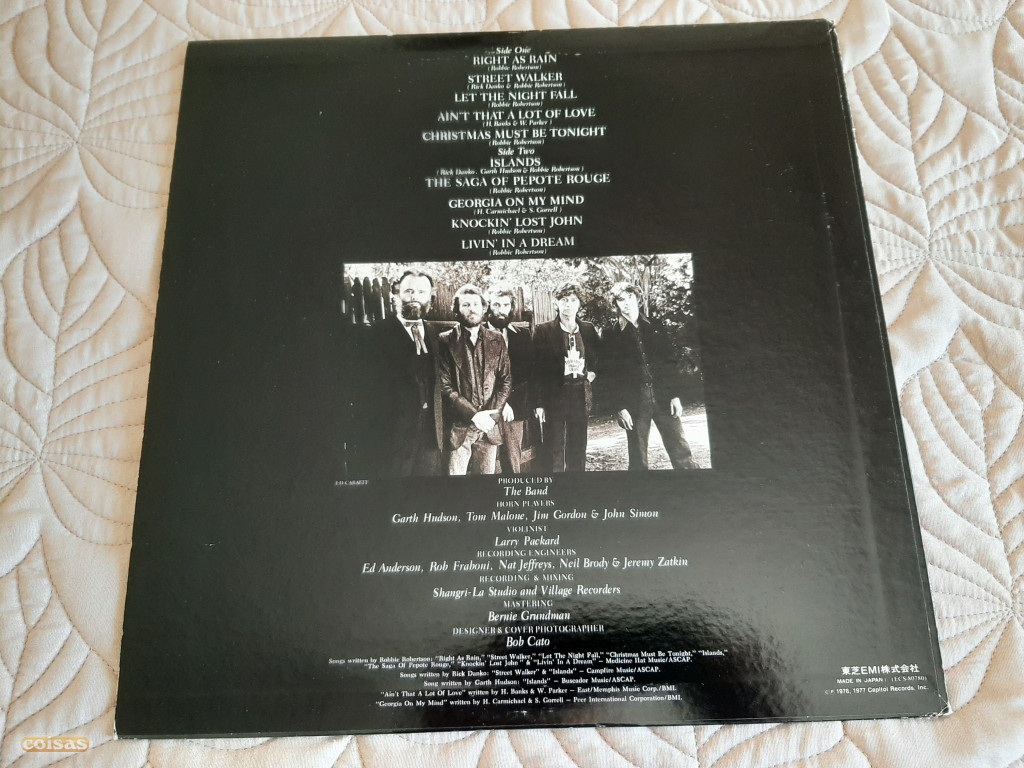 Side One
RIGHT AS RAIN
(Robbie Robertson)
STREET WALKER
(Rick Danko & Robbie Robertson)
LET THE NIGHT FALL
(Robbie Robertson)
AIN'T THAT A LOT OF LOVE
(H. Banks & W. Parker)
CHRISTMAS MUST BE TONIGHT
(Robbie Robertson)
Side Two
ISLANDS
(Rick Danko, Garth Hudson & Robbie Robertson)
THE SAGA OF PEPOTE ROUGE
(Robbie Robertson)
GEORGIA ON MY MIND
(H. Carmichael & S. Gorrell)
KNOCKIN' LOST JOHN
(Robbie Robertson)
LIVIN' IN A DREAM
(Robbie Robertson)
PRODUCED BY
The Band
HORN PLAYERS
Garth Hudson, Tom Malone, Jim Gordon & John Simon
VIOLINIST
Larry Packard
RECORDING ENGINEERS
Ed Anderson, Rob Fraboni, Nat Jeffreys, Neil Brody & Jeremy Zatkin
RECORDING & MIXING
Shangri-La Studio and Village Recorders
MASTERING
Bernie Grundman
DESIGNER & COVER PHOTOGRAPHER
Bob Cato
Songs written by Robbie Robertson: "Right As Rain," "Street Walker," "Let The Night Fall," "Christmas Must Be Tonight," "Islands,"
"The Saga Of Pepote Rouge," "Knockin' Lost John" & "Livin' In A Dream" – Medicine Hat Music/ASCAP.
Songs written by Rick Danko: "Street Walker" & "Islands" – Campfire Music/ASCAP.
Song written by Garth Hudson: "Islands" – Buscador Music/ASCAP.
"Ain't That A Lot Of Love" written by H. Banks & W. Parker – East/Memphis Music Corp./BMI.
"Georgia On My Mind" written by H. Carmichael & S. Gorrell – Peer International Corporation/BMI.
東芝EMI株式会社
MADE IN JAPAN (ECS-80780)
©℗ 1976, 1977 Capitol Records, Inc.
coisas